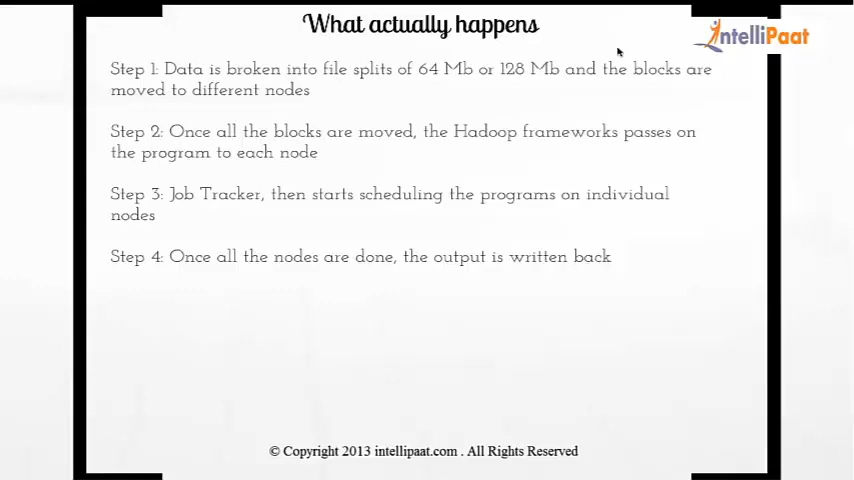 What actually happens
IntelliPaat
Step 1: Data is broken into file splits of 64 Mb or 128 Mb and the blocks are
moved to different nodes
Step 2: Once all the blocks are moved, the Hadoop frameworks passes on
the program to each node
Step 3: Job Tracker, then starts scheduling the programs on individual
nodes
Step 4: Once all the nodes are done, the output is written back
© Copyright 2013 intellipaat.com . All Rights Reserved